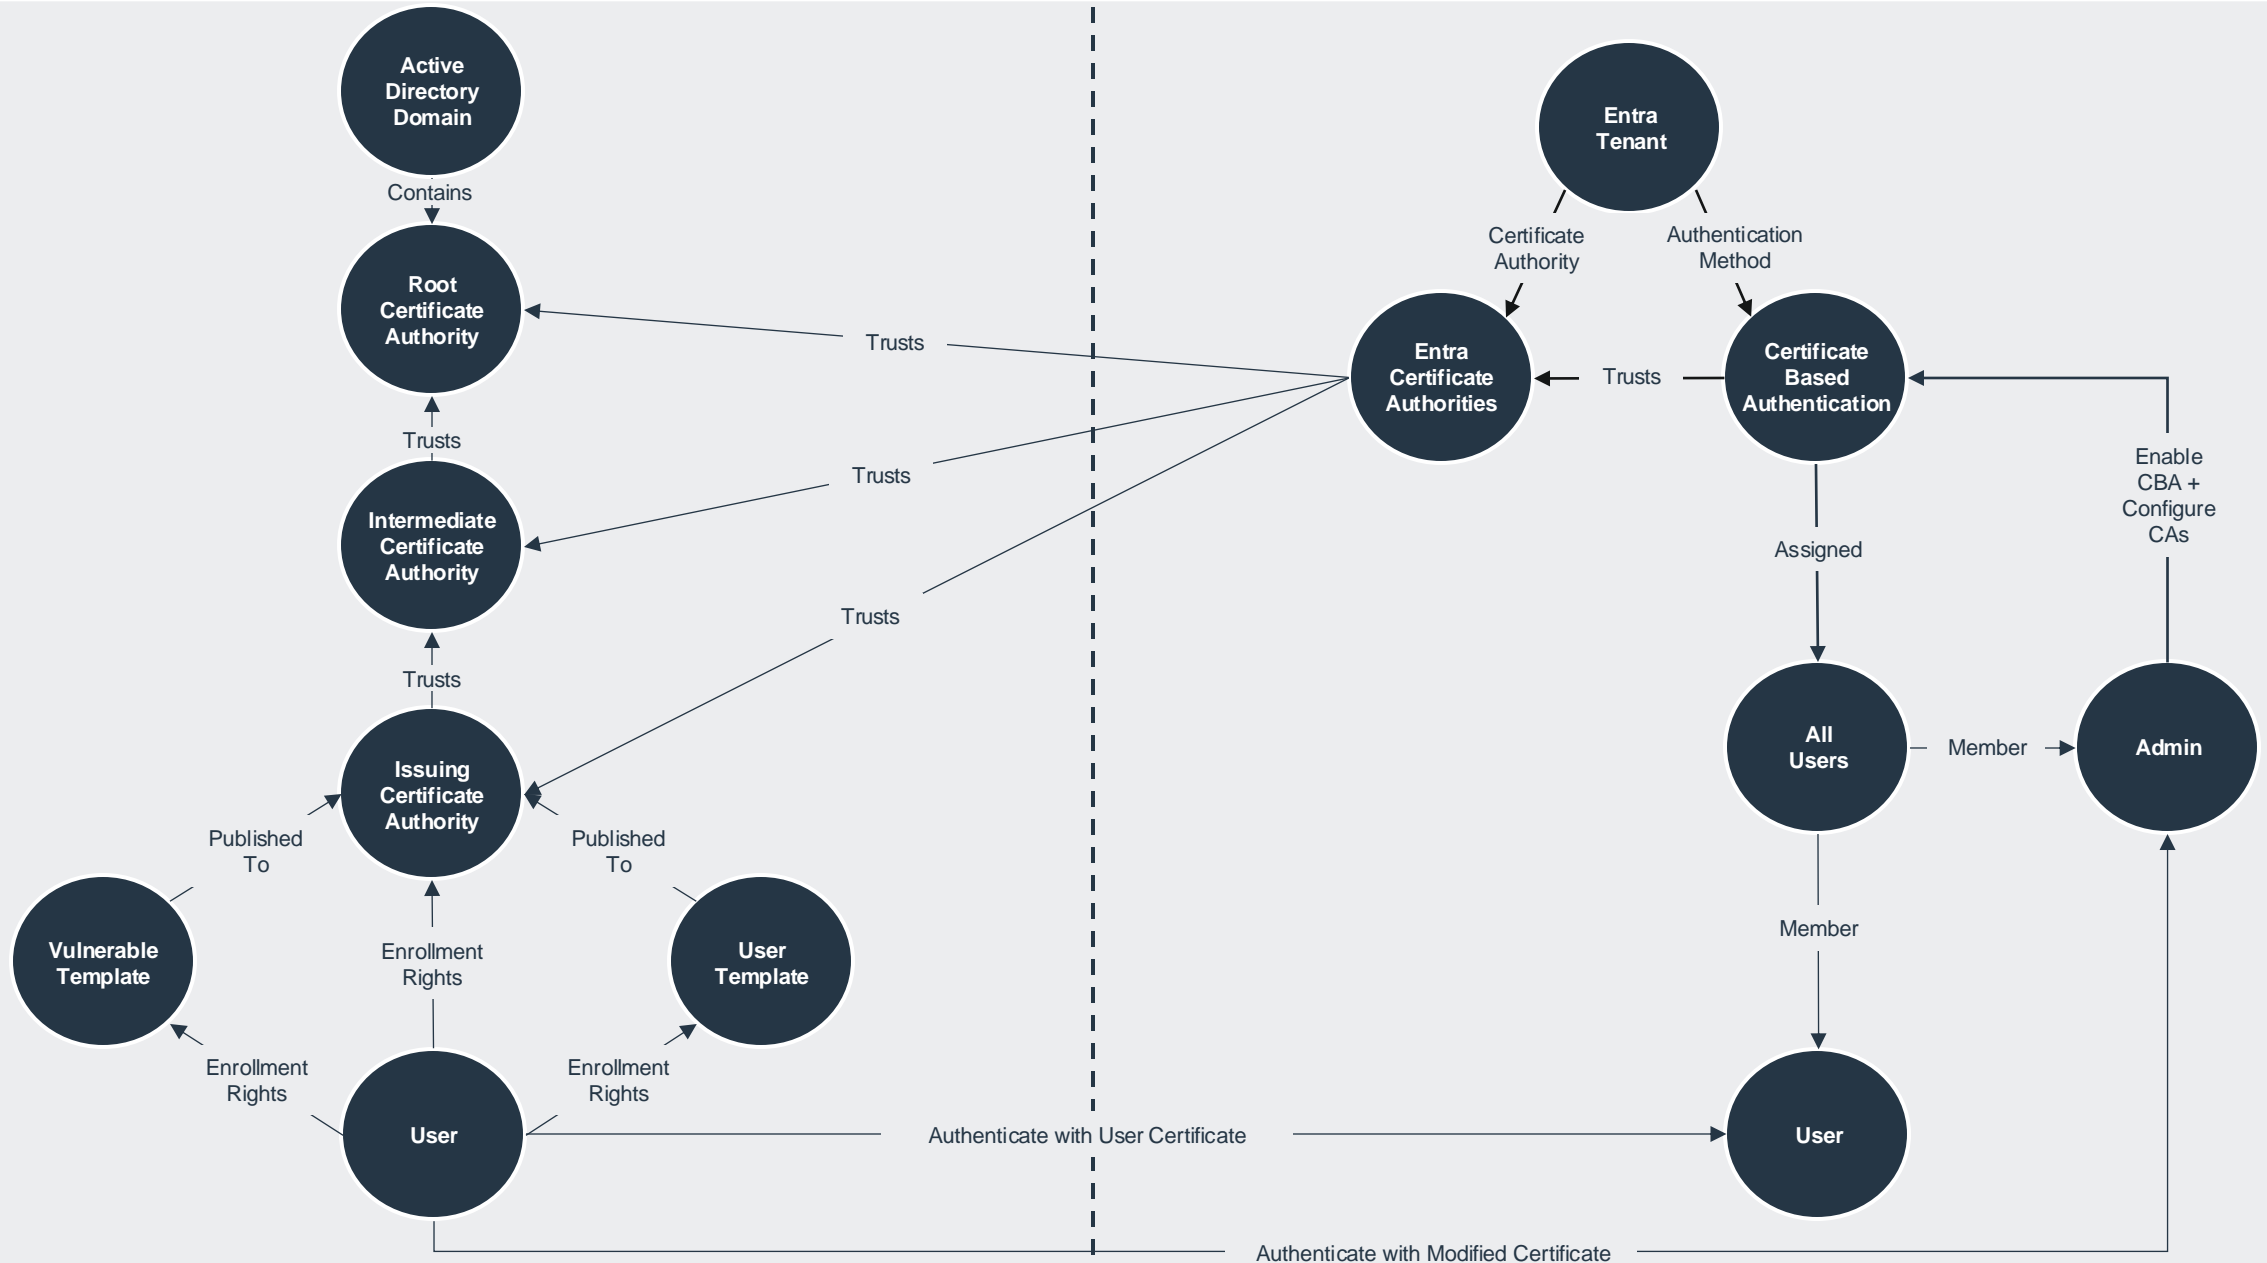 Active
Directory
Domain
Contains
Root
Certificate
Authority
Trusts
Intermediate
Certificate
Authority
Trusts
Issuing
Certificate
Authority
Published
To
Published
To
Vulnerable
Template
Enrollment
Rights
User
Template
Enrollment
Rights
Enrollment
Rights
User
Trusts
Trusts
Trusts
Authenticate with User Certificate
Authenticate with Modified Certificate
Entra
Tenant
Certificate
Authority
Authentication
Method
Entra
Certificate
Authorities
Trusts
Certificate
Based
Authentication
Enable
CBA +
Configure
CAs
Assigned
All
Users
Member
Admin
Member
User